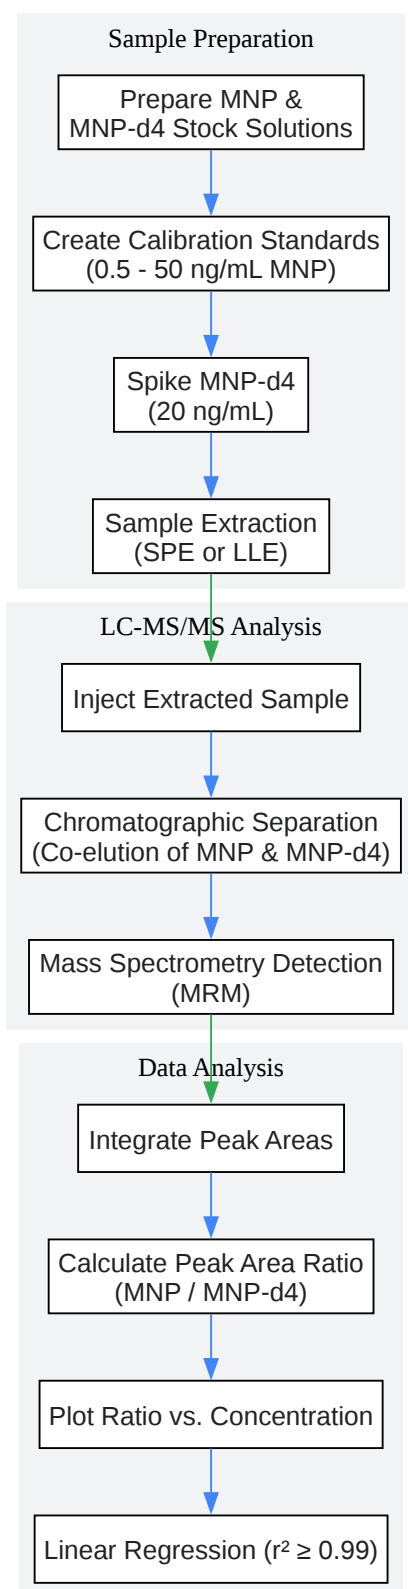 Sample Preparation
Prepare MNP &
MNP-d4 Stock Solutions
Create Calibration Standards
(0.5 - 50 ng/mL MNP)
Spike MNP-d4
(20 ng/mL)
Sample Extraction
(SPE or LLE)
LC-MS/MS Analysis
Inject Extracted Sample
Chromatographic Separation
(Co-elution of MNP & MNP-d4)
Mass Spectrometry Detection
(MRM)
Data Analysis
Integrate Peak Areas
Calculate Peak Area Ratio
(MNP / MNP-d4)
Plot Ratio vs. Concentration
Linear Regression (r² ≥ 0.99)